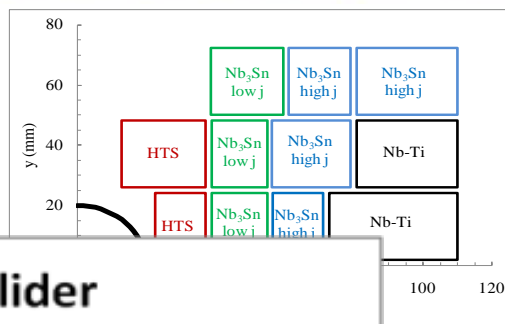 80
60
40
20
y (mm)
Nb₃Sn
low j
Nb₃Sn
high j
Nb₃Sn
high j
HTS
Nb₃Sn
low j
Nb₃Sn
high j
Nb-Ti
HTS
Nb₃Sn
low j
Nb₃Sn
high j
Nb-Ti
100
120
lider